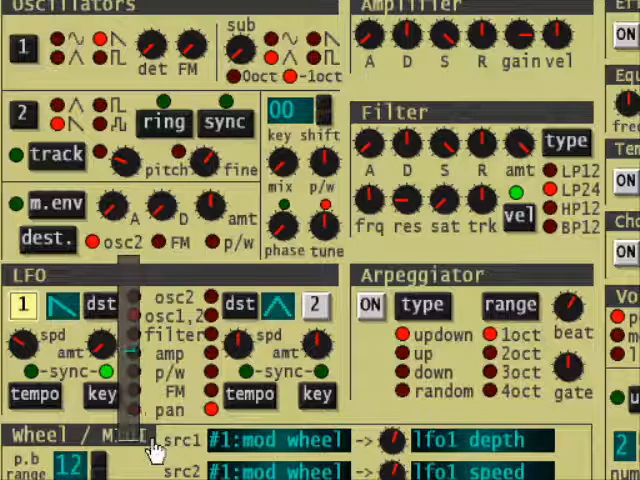 Oscillators
Amplifier
1
sub
det FM
0oct -1oct
A D S R gain vel
ON
2
ring sync
00
key shift
track
pitch fine
mix p/w
Filter
type
A D S R amt
LP12
LP24
HP12
BP12
frq res sat trk
vel
m.env
A D amt
dest.
osc2 FM p/w
phase tune
ON
LFO
1 dst
osc2
osc1,2
filter
amp
p/w
FM
pan
dst 2
spd
amt
-sync-
tempo key
spd
amt
-sync-
tempo key
Arpeggiator
ON type range
updown
up
down
random
1oct
2oct
3oct
4oct
beat
gate
ON
Wheel / MIDI
p.b
range
12
src1 #1:mod wheel -> lfo1 depth
src2 #1:mod wheel -> lfo1 speed
2